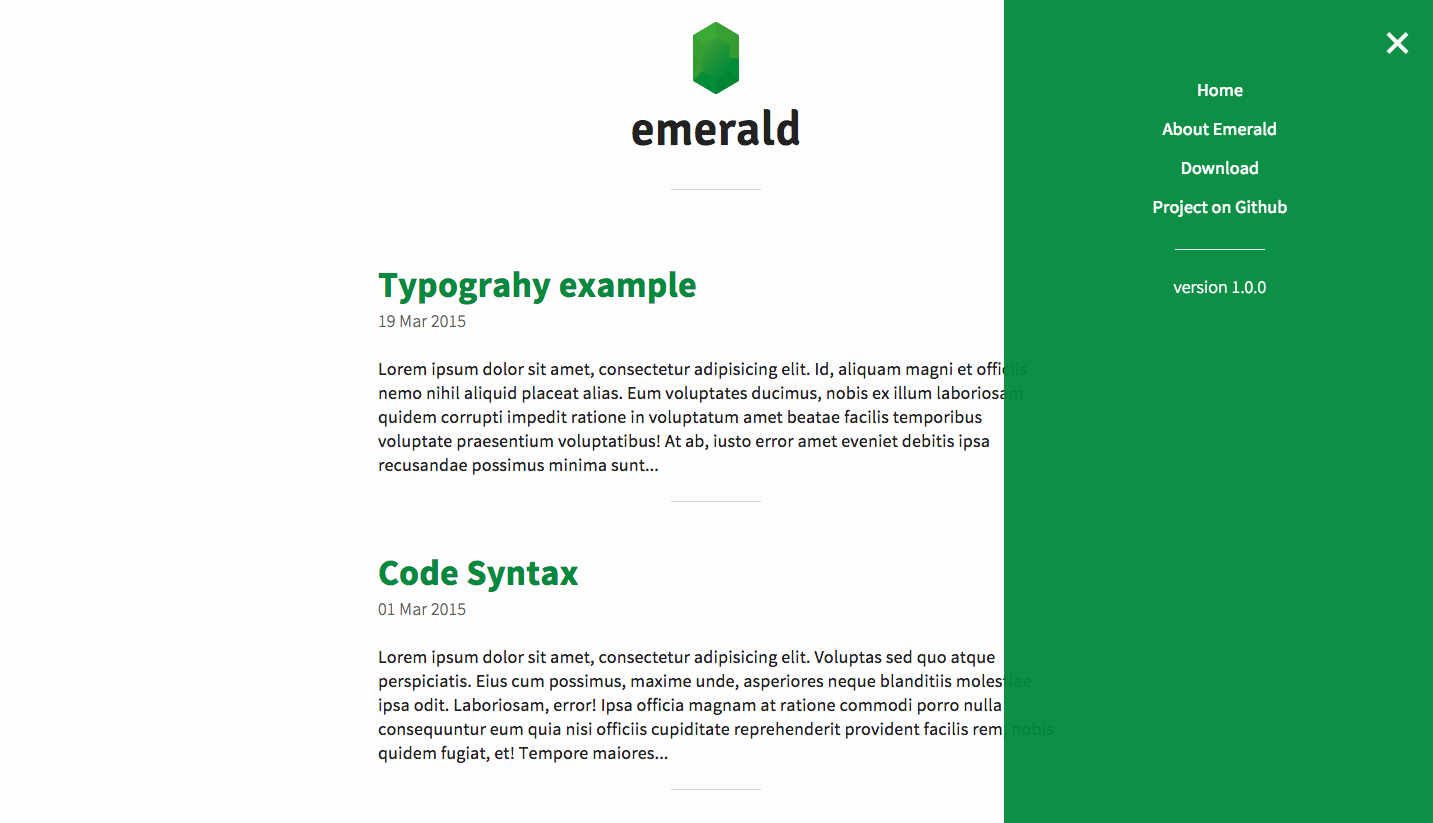 emerald
Typograhy example
19 Mar 2015
Lorem ipsum dolor sit amet, consectetur adipisicing elit. Id, aliquam magni et officiis
nemo nihil aliquid placeat alias. Eum voluptates ducimus, nobis ex illum laboriosam
quidem corrupti impedit ratione in voluptatum amet beatae facilis temporibus
voluptate praesentium voluptatibus! At ab, iusto error amet eveniet debitis ipsa
recusandae possimus minima sunt...
Code Syntax
01 Mar 2015
Lorem ipsum dolor sit amet, consectetur adipisicing elit. Voluptas sed quo atque
perspiciatis. Eius cum possimus, maxime unde, asperiores neque blanditiis molestiae
ipsa odit. Laboriosam, error! Ipsa officia magnam at ratione commodi porro nulla
consequuntur eum quia nisi officiis cupiditate reprehenderit provident facilis rem, nobis
quidem fugiat, et! Tempore maiores...
Home
About Emerald
Download
Project on Github
version 1.0.0